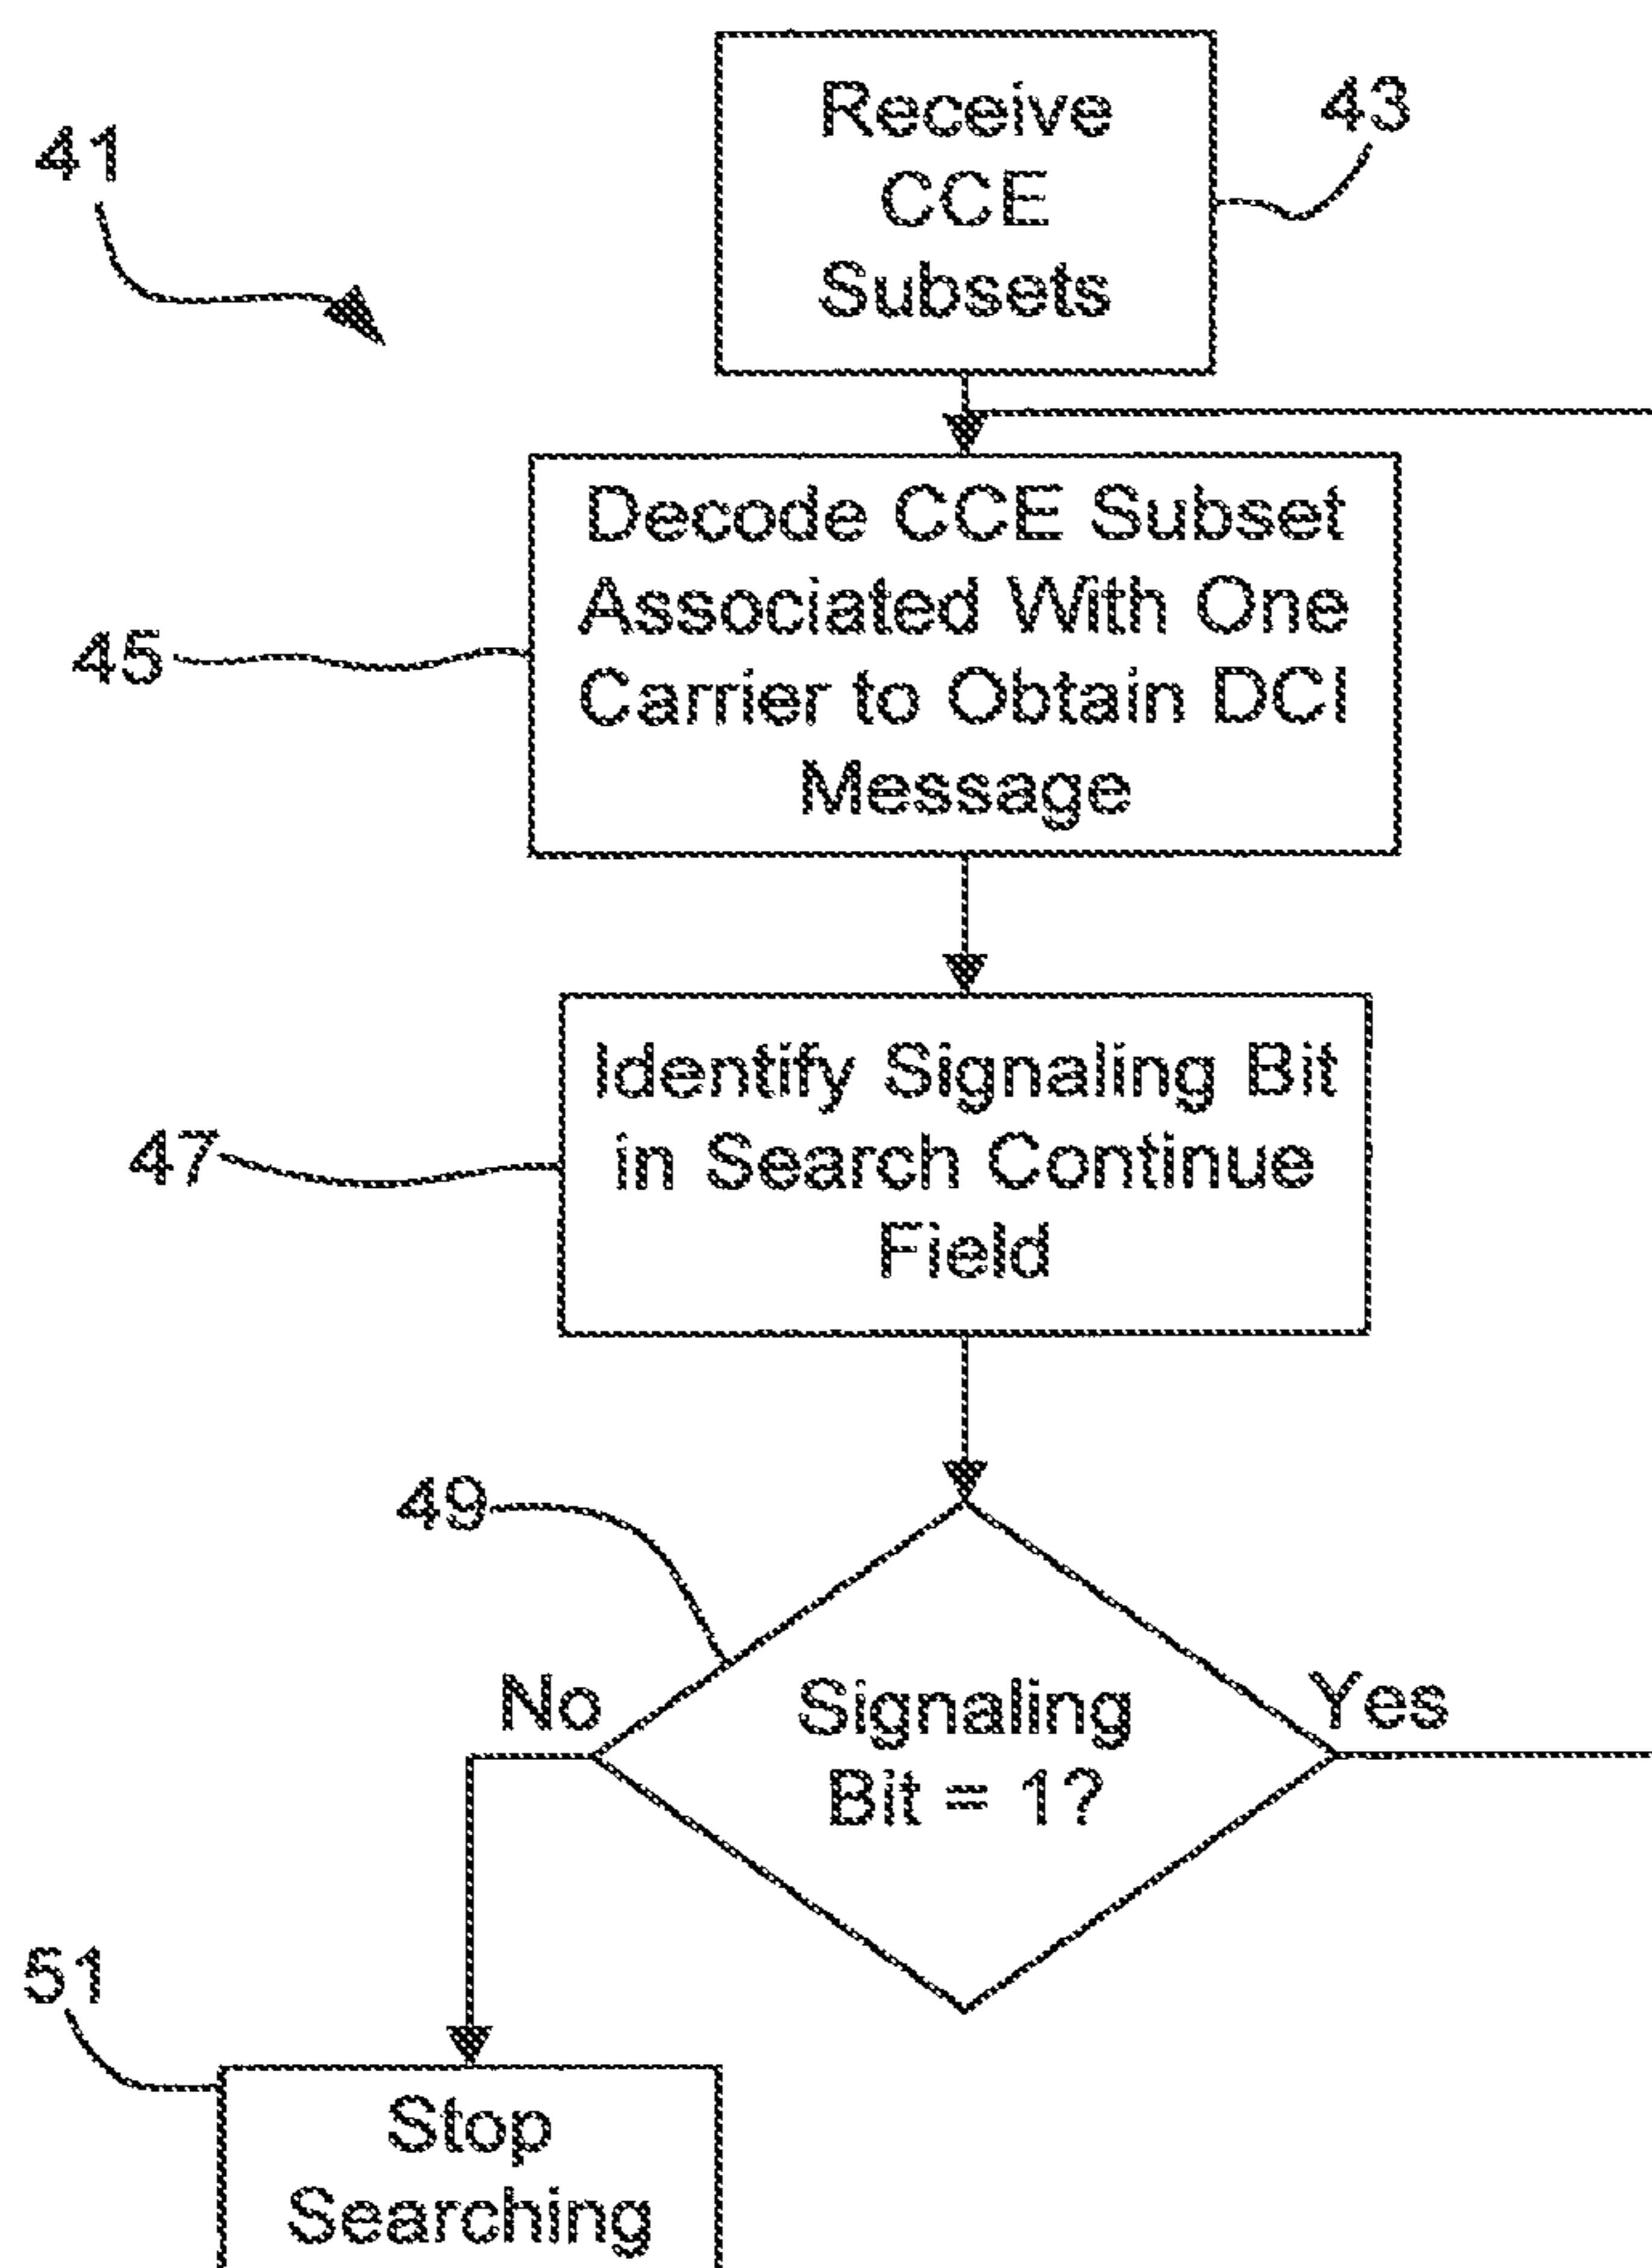 41
Receive
CCE
Subsets
43
Decode CCE Subset
Associated With One
Carrier to Obtain DCI
Message
45
Identify Signaling Bit
in Search Continue
Field
47
49
Signaling
Bit = 1?
No
Yes
51
Stop
Searching